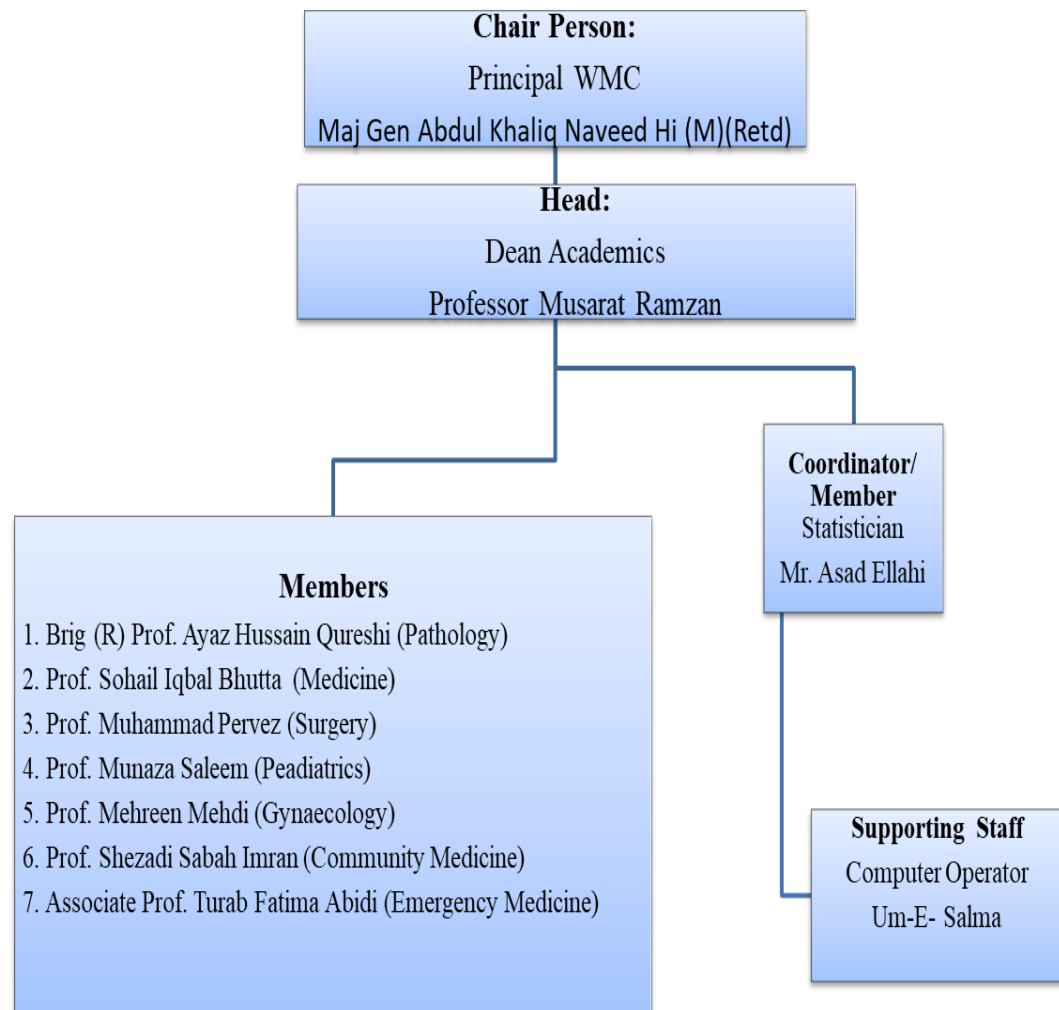 Chair Person:
Principal WMC
Maj Gen Abdul Khaliq Naveed Hi (M)(Retd)
Head:
Dean Academics
Professor Musarat Ramzan
Coordinator/
Member
Statistician
Mr. Asad Ellahi
Members
1. Brig (R) Prof. Ayaz Hussain Qureshi (Pathology)
2. Prof. Sohail Iqbal Bhutta (Medicine)
3. Prof. Muhammad Pervez (Surgery)
4. Prof. Munaza Saleem (Peadiatrics)
5. Prof. Mehreen Mehdi (Gynaecology)
6. Prof. Shezadi Sabah Imran (Community Medicine)
7. Associate Prof. Turab Fatima Abidi (Emergency Medicine)
Supporting Staff
Computer Operator
Um-E- Salma